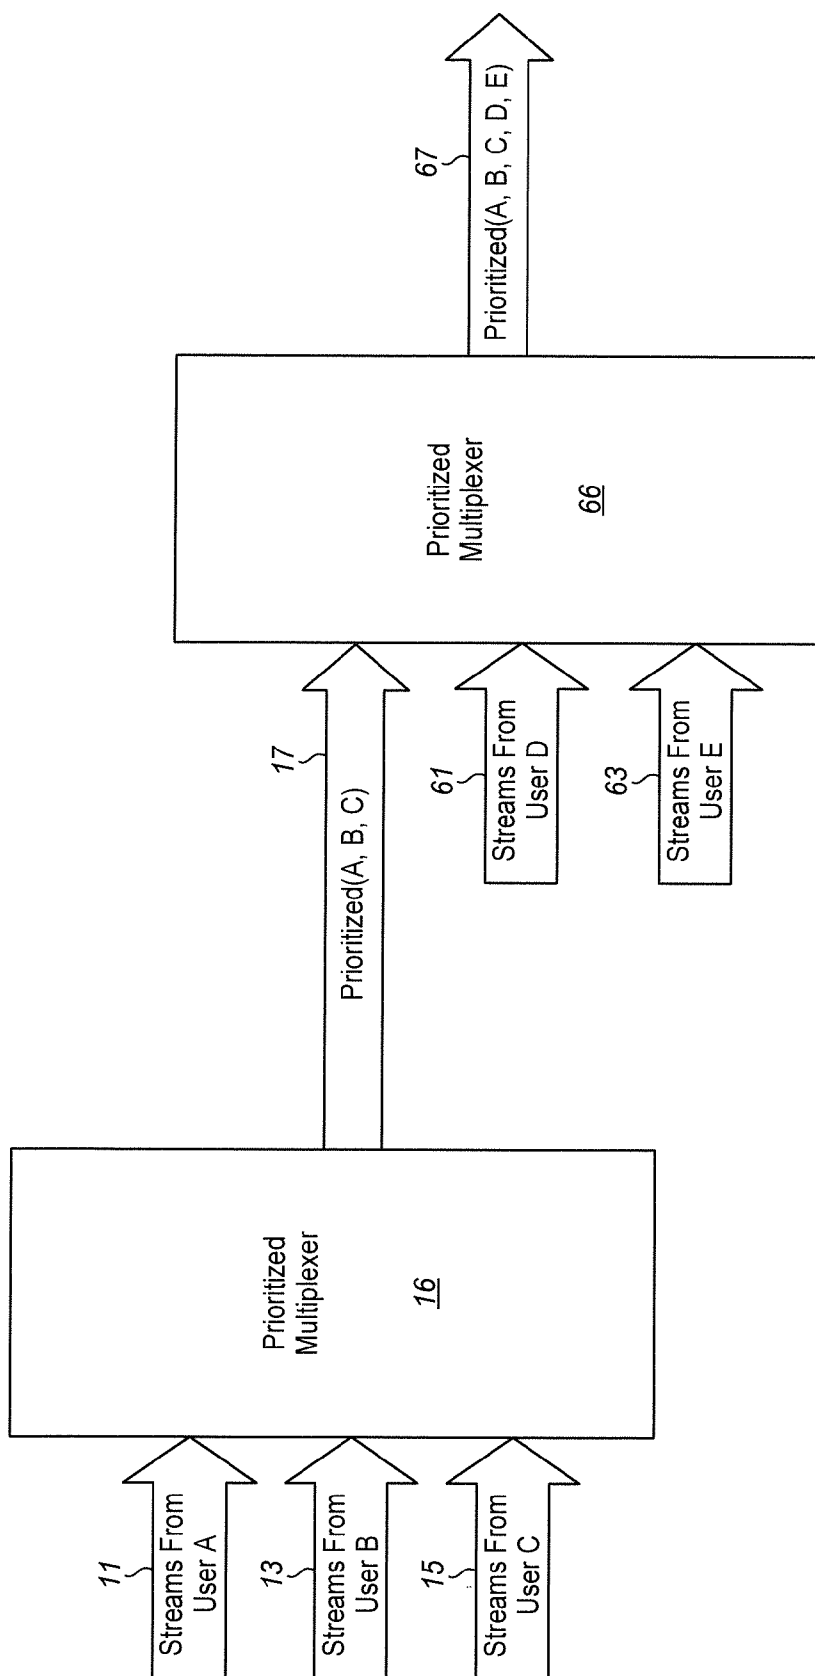 11
Streams From
User A
13
Streams From
User B
15
Streams From
User C
Prioritized
Multiplexer
16
17
Prioritized(A, B, C)
61
Streams From
User D
63
Streams From
User E
Prioritized
Multiplexer
66
67
Prioritized(A, B, C, D, E)